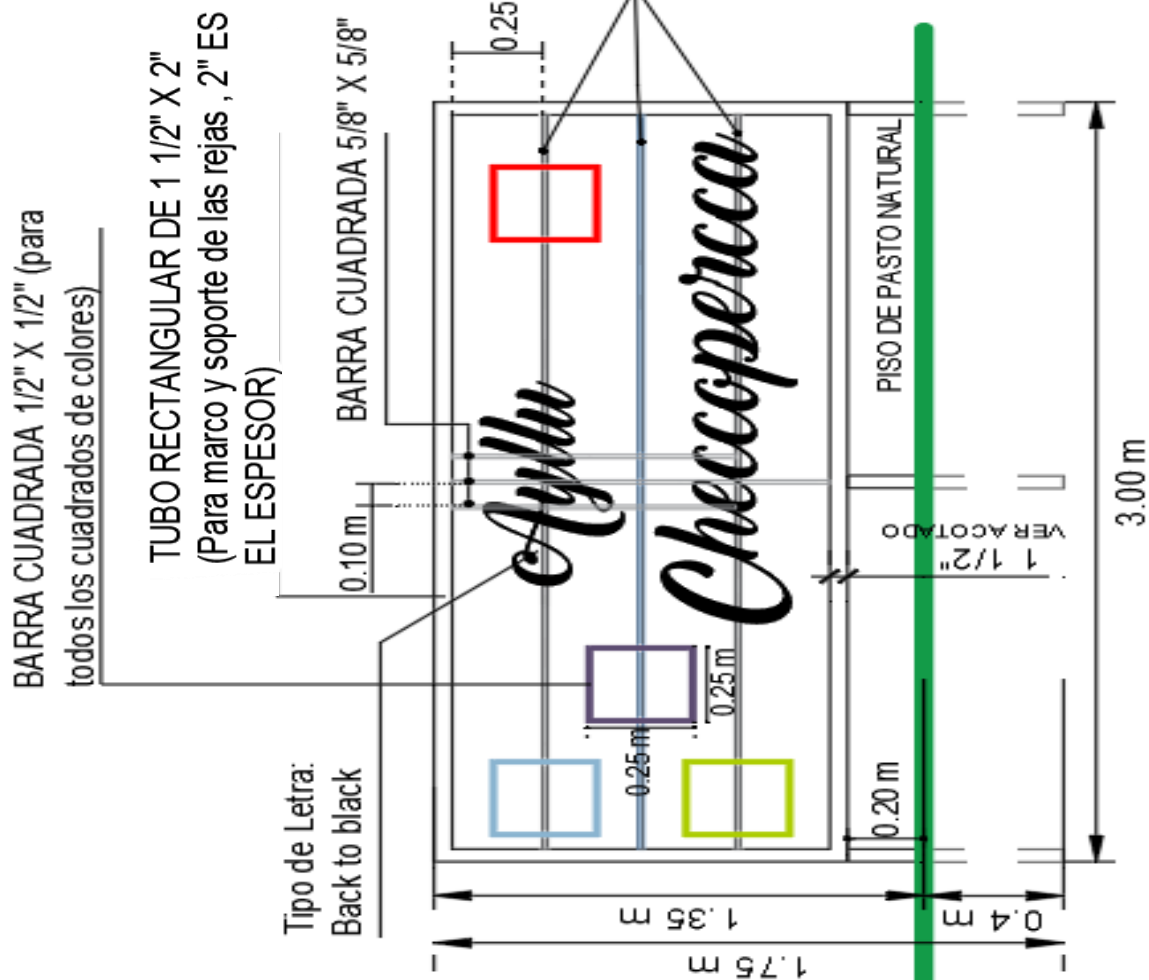 BARRA CUADRADA 1/2" X 1/2" (para
todos los cuadrados de colores)
TUBO RECTANGULAR DE 1 1/2" X 2"
(Para marco y soporte de las rejas , 2" ES
EL ESPESOR)
BARRA CUADRADA 5/8" X 5/8"
0.25
0.10 m
Tipo de Letra:
Back to black
Ayllu
Checcopercca
0.25 m
0.25 m
PISO DE PASTO NATURAL
0.20 m
1 1/2"
VER ACOTADO
3.00 m
1.35 m
0.4 m
1.75 m